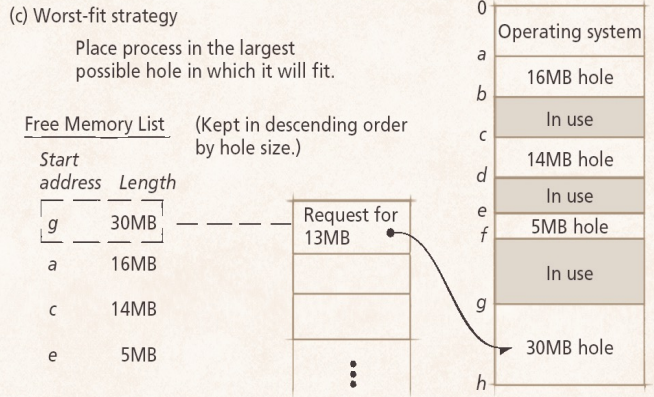 (c) Worst-fit strategy
Place process in the largest
possible hole in which it will fit.
Free Memory List
(Kept in descending order
by hole size.)
Start
address Length
g 30MB
a 16MB
c 14MB
e 5MB
Request for
13MB
0
Operating system
a
16MB hole
b
In use
c
14MB hole
d
In use
e
5MB hole
f
In use
g
30MB hole
h